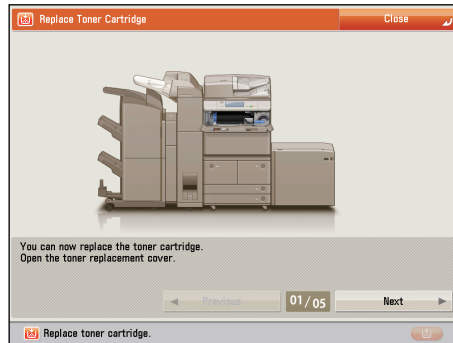 Replace Toner Cartridge
Close
You can now replace the toner cartridge.
Open the toner replacement cover.
Previous
01/05
Next
Replace toner cartridge.